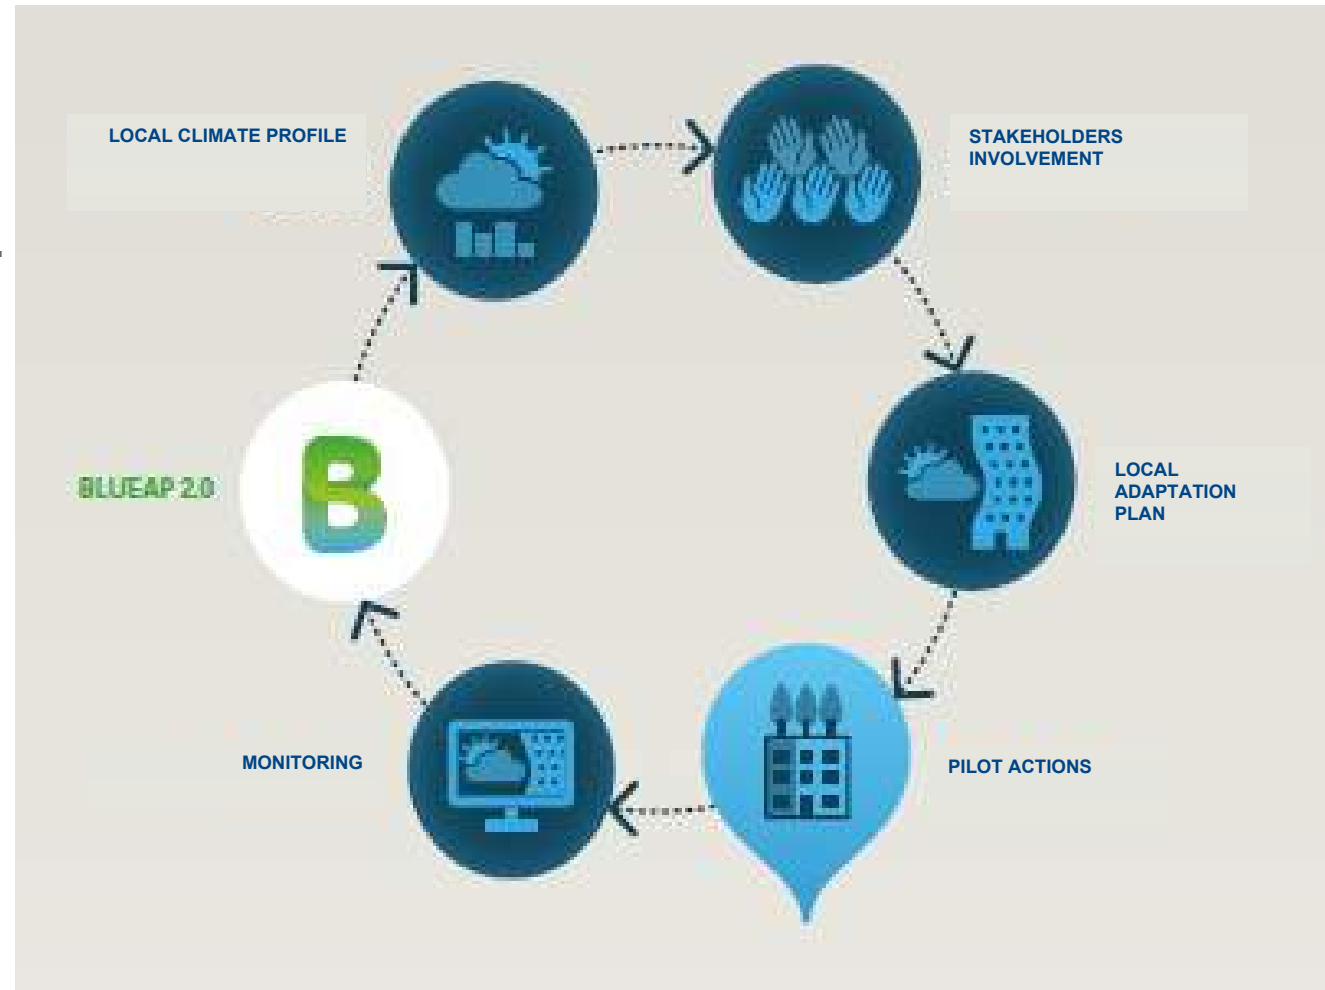 LOCAL CLIMATE PROFILE
STAKEHOLDERS
INVOLVEMENT
LOCAL
ADAPTATION
PLAN
PILOT ACTIONS
MONITORING
BLUEAP 2.0
B